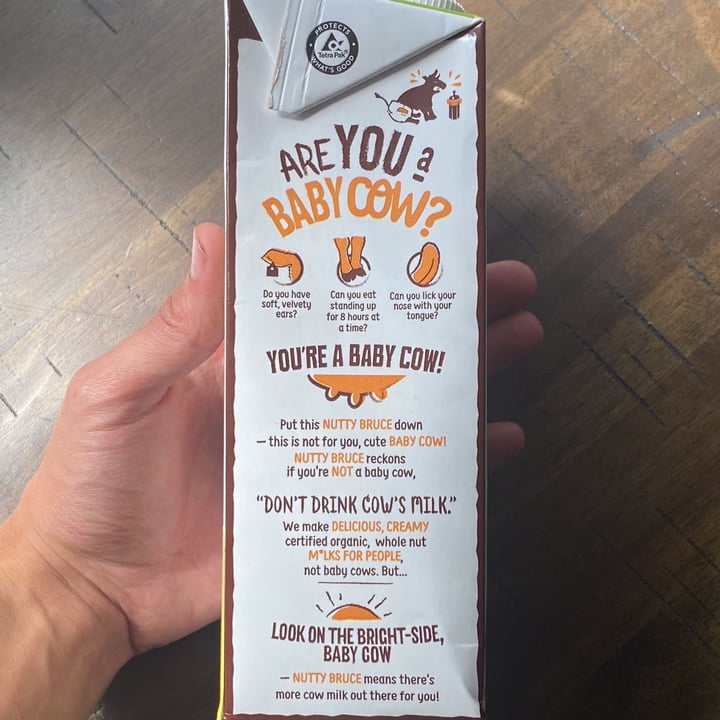 PROTECTS
Tetra Pak®
WHAT'S GOOD
ARE YOU a
BABY COW?
Do you have
soft, velvety
ears?
Can you eat
standing up
for 8 hours at
a time?
Can you lick your
nose with your
tongue?
YOU'RE A BABY COW!
Put this NUTTY BRUCE down
– this is not for you, cute BABY COW!
NUTTY BRUCE reckons
if you're NOT a baby cow,
"DON'T DRINK COW'S MILK."
We make DELICIOUS, CREAMY
certified organic, whole nut
M*LKS FOR PEOPLE,
not baby cows. But...
LOOK ON THE BRIGHT-SIDE,
BABY COW
– NUTTY BRUCE means there's
more cow milk out there for you!